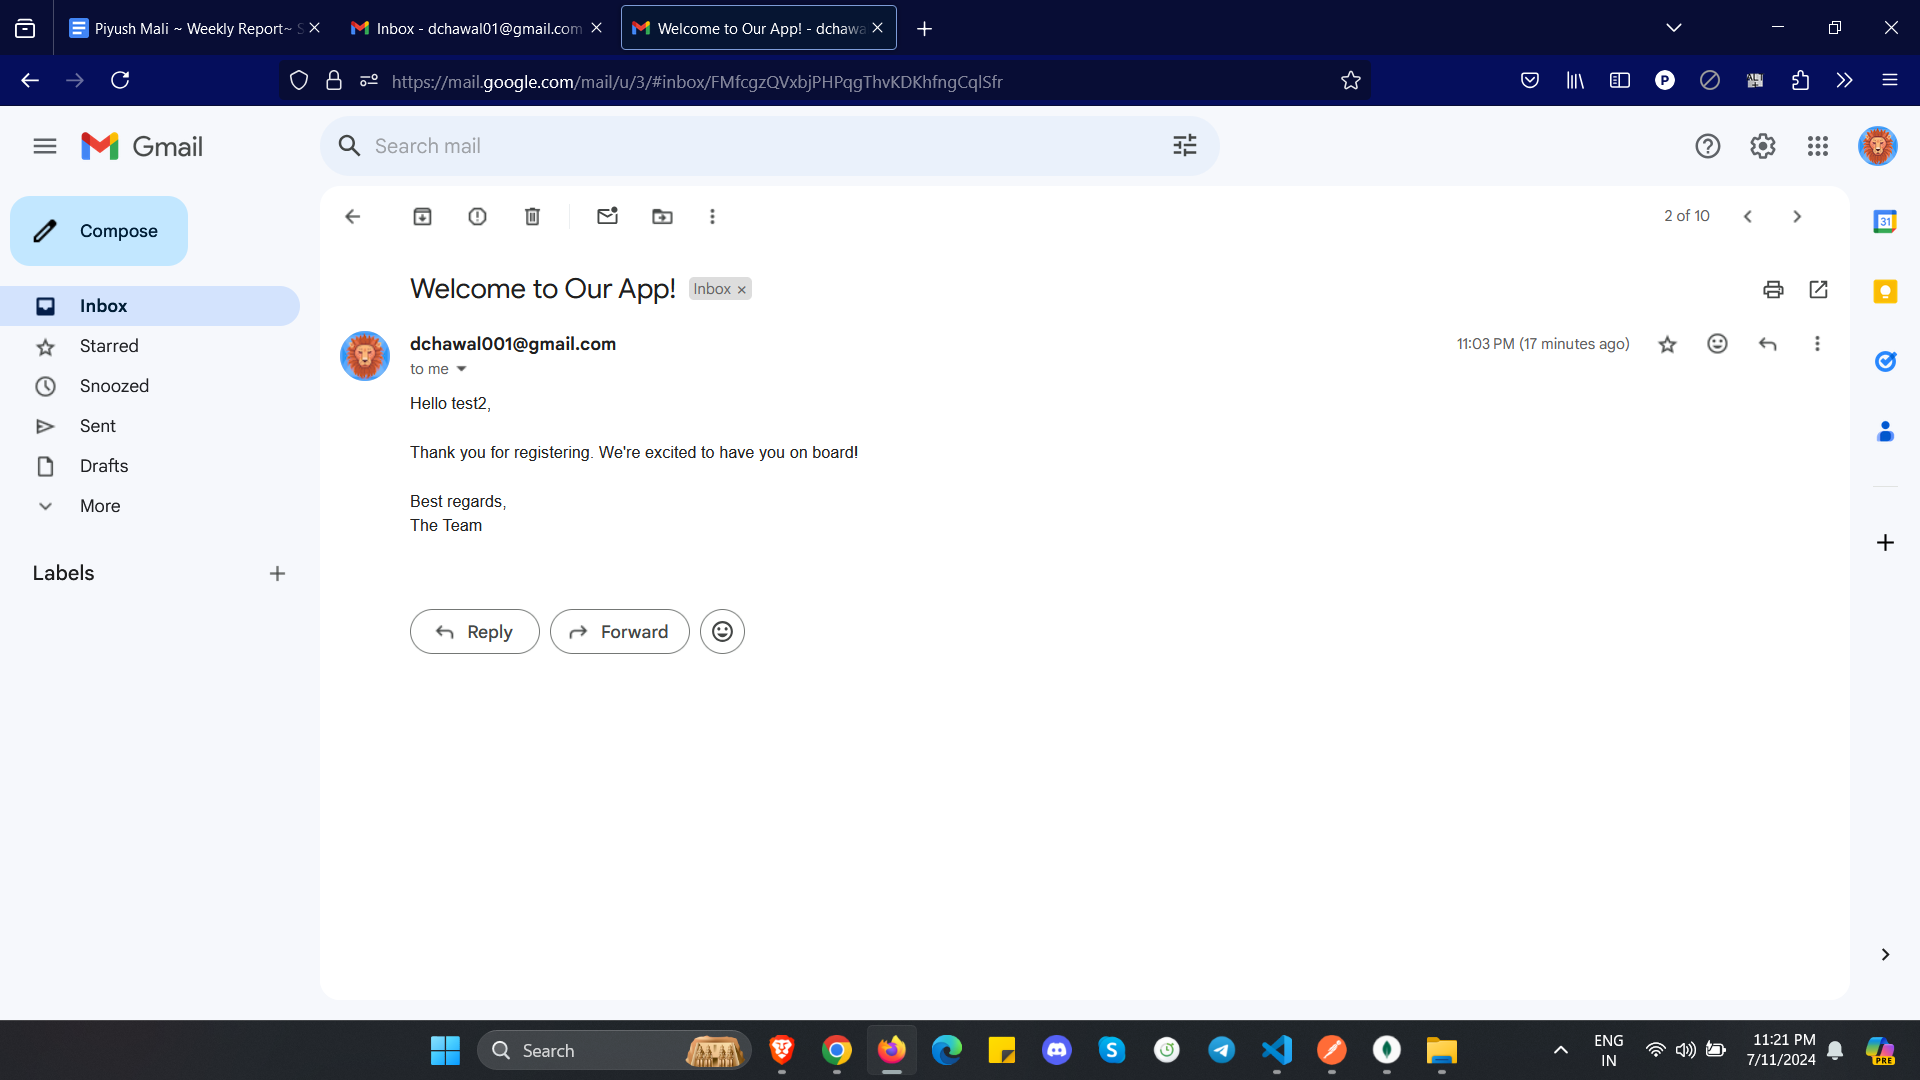 Piyush Mali ~ Weekly Report~ S
Inbox - dchawal01@gmail.com
Welcome to Our App! - dchawa
https://mail.google.com/mail/u/3/#inbox/FMfcgzQVxbjPHPqgThvKDKhfngCqlSfr
P
Gmail
Search mail
Compose
Inbox
Starred
Snoozed
Sent
Drafts
More
Labels
2 of 10
31
Welcome to Our App! Inbox
dchawal001@gmail.com
11:03 PM (17 minutes ago)
to me
Hello test2,
Thank you for registering. We're excited to have you on board!
Best regards,
The Team
Reply
Forward
Search
S
ENG
IN
11:21 PM
7/11/2024
PRE